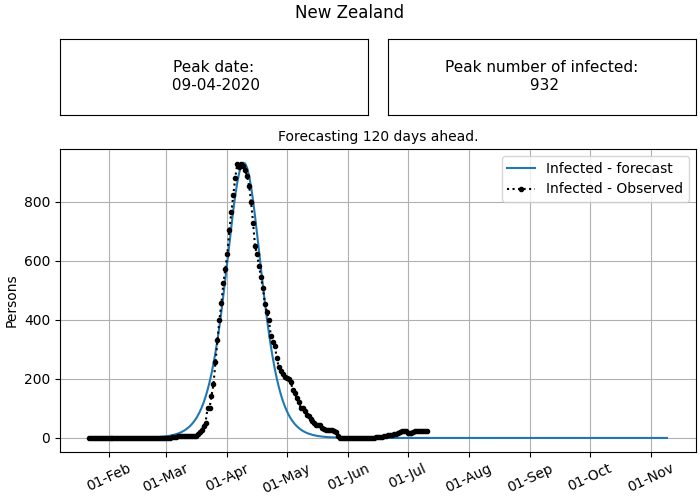 New Zealand
Peak date:
09-04-2020
Peak number of infected:
932
Forecasting 120 days ahead.
Infected - forecast
Infected - Observed
Persons
800
600
400
200
0
01-Feb
01-Mar
01-Apr
01-May
01-Jun
01-Jul
01-Aug
01-Sep
01-Oct
01-Nov